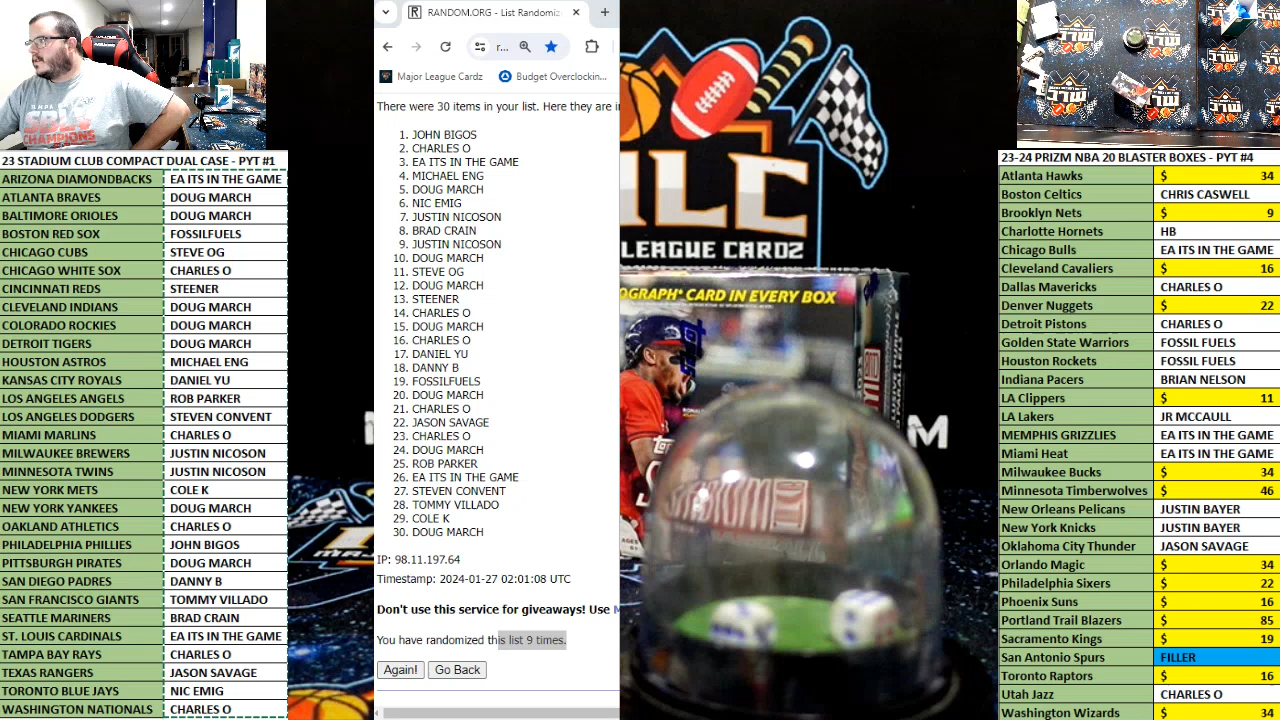 RANDOM.ORG - List Randomiz
r...
Major League Cardz
Budget Overclockin...
There were 30 items in your list. Here they are i
1. JOHN BIGOS
2. CHARLES O
3. EA ITS IN THE GAME
4. MICHAEL ENG
5. DOUG MARCH
6. NIC EMIG
7. JUSTIN NICOSON
8. BRAD CRAIN
9. JUSTIN NICOSON
10. DOUG MARCH
11. STEVE OG
12. DOUG MARCH
13. STEENER
14. CHARLES O
15. DOUG MARCH
16. CHARLES O
17. DANIEL YU
18. DANNY B
19. FOSSILFUELS
20. DOUG MARCH
21. CHARLES O
22. JASON SAVAGE
23. CHARLES O
24. DOUG MARCH
25. ROB PARKER
26. EA ITS IN THE GAME
27. STEVEN CONVENT
28. TOMMY VILLADO
29. COLE K
30. DOUG MARCH
IP: 98.11.197.64
Timestamp: 2024-01-27 02:01:08 UTC
Don't use this service for giveaways! Use M
You have randomized this list 9 times.
Again! Go Back
23 STADIUM CLUB COMPACT DUAL CASE - PYT #1
ARIZONA DIAMONDBACKS EA ITS IN THE GAME
ATLANTA BRAVES DOUG MARCH
BALTIMORE ORIOLES DOUG MARCH
BOSTON RED SOX FOSSILFUELS
CHICAGO CUBS STEVE OG
CHICAGO WHITE SOX CHARLES O
CINCINNATI REDS STEENER
CLEVELAND INDIANS DOUG MARCH
COLORADO ROCKIES DOUG MARCH
DETROIT TIGERS DOUG MARCH
HOUSTON ASTROS MICHAEL ENG
KANSAS CITY ROYALS DANIEL YU
LOS ANGELES ANGELS ROB PARKER
LOS ANGELES DODGERS STEVEN CONVENT
MIAMI MARLINS CHARLES O
MILWAUKEE BREWERS JUSTIN NICOSON
MINNESOTA TWINS JUSTIN NICOSON
NEW YORK METS COLE K
NEW YORK YANKEES DOUG MARCH
OAKLAND ATHLETICS CHARLES O
PHILADELPHIA PHILLIES JOHN BIGOS
PITTSBURGH PIRATES DOUG MARCH
SAN DIEGO PADRES DANNY B
SAN FRANCISCO GIANTS TOMMY VILLADO
SEATTLE MARINERS BRAD CRAIN
ST. LOUIS CARDINALS EA ITS IN THE GAME
TAMPA BAY RAYS CHARLES O
TEXAS RANGERS JASON SAVAGE
TORONTO BLUE JAYS NIC EMIG
WASHINGTON NATIONALS CHARLES O
MLC
LEAGUE CARDZ
OGRAPH* CARD IN EVERY BOX
CHAMPIONS
23-24 PRIZM NBA 20 BLASTER BOXES - PYT #4
Atlanta Hawks $ 34
Boston Celtics CHRIS CASWELL
Brooklyn Nets $ 9
Charlotte Hornets HB
Chicago Bulls EA ITS IN THE GAME
Cleveland Cavaliers $ 16
Dallas Mavericks CHARLES O
Denver Nuggets $ 22
Detroit Pistons CHARLES O
Golden State Warriors FOSSIL FUELS
Houston Rockets FOSSIL FUELS
Indiana Pacers BRIAN NELSON
LA Clippers $ 11
LA Lakers JR MCCAULL
MEMPHIS GRIZZLIES EA ITS IN THE GAME
Miami Heat EA ITS IN THE GAME
Milwaukee Bucks $ 34
Minnesota Timberwolves $ 46
New Orleans Pelicans JUSTIN BAYER
New York Knicks JUSTIN BAYER
Oklahoma City Thunder JASON SAVAGE
Orlando Magic $ 34
Philadelphia Sixers $ 22
Phoenix Suns $ 16
Portland Trail Blazers $ 85
Sacramento Kings $ 19
San Antonio Spurs FILLER
Toronto Raptors $ 16
Utah Jazz CHARLES O
Washington Wizards $ 34